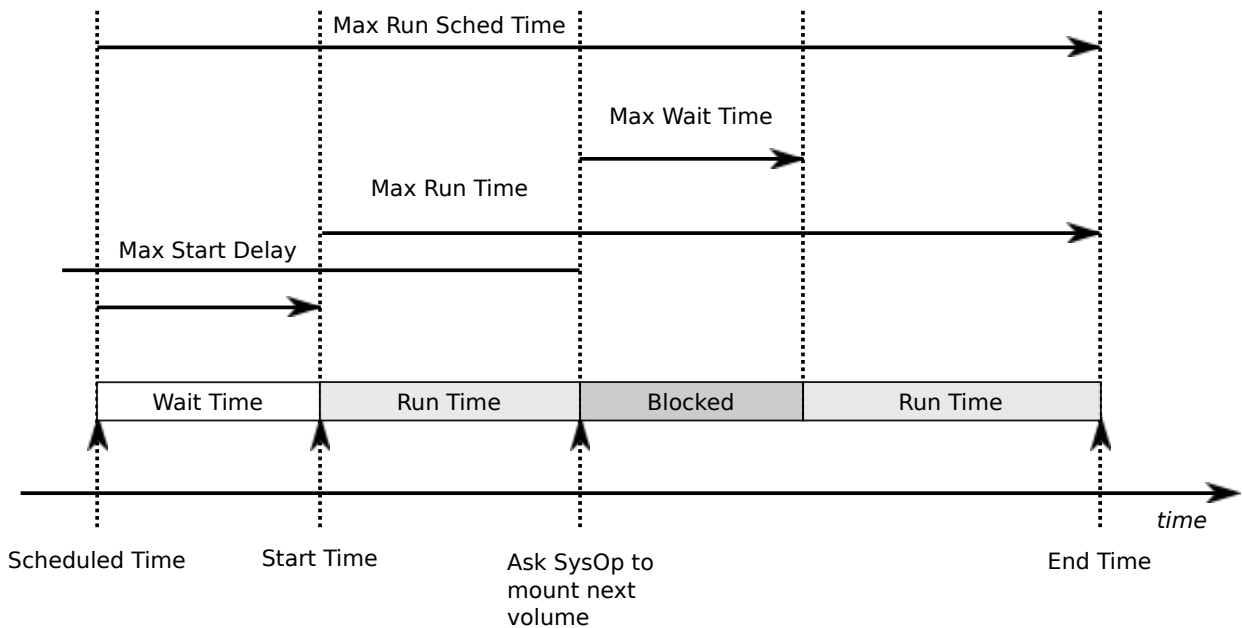 Max Run Sched Time
Max Wait Time
Max Run Time
Max Start Delay
Wait Time
Run Time
Blocked
Run Time
time
Scheduled Time
Start Time
Ask SysOp to
mount next
volume
End Time